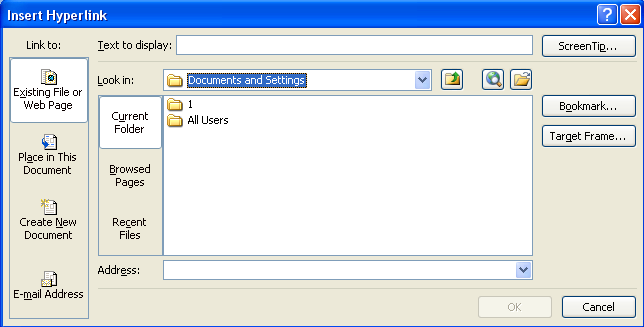 Insert Hyperlink
Link to:
Text to display:
ScreenTip...
Existing File or
Web Page
Place in This
Document
Create New
Document
E-mail Address
Look in:
Documents and Settings
Current
Folder
Browsed
Pages
Recent
Files
1
All Users
Bookmark...
Target Frame...
Address:
OK
Cancel